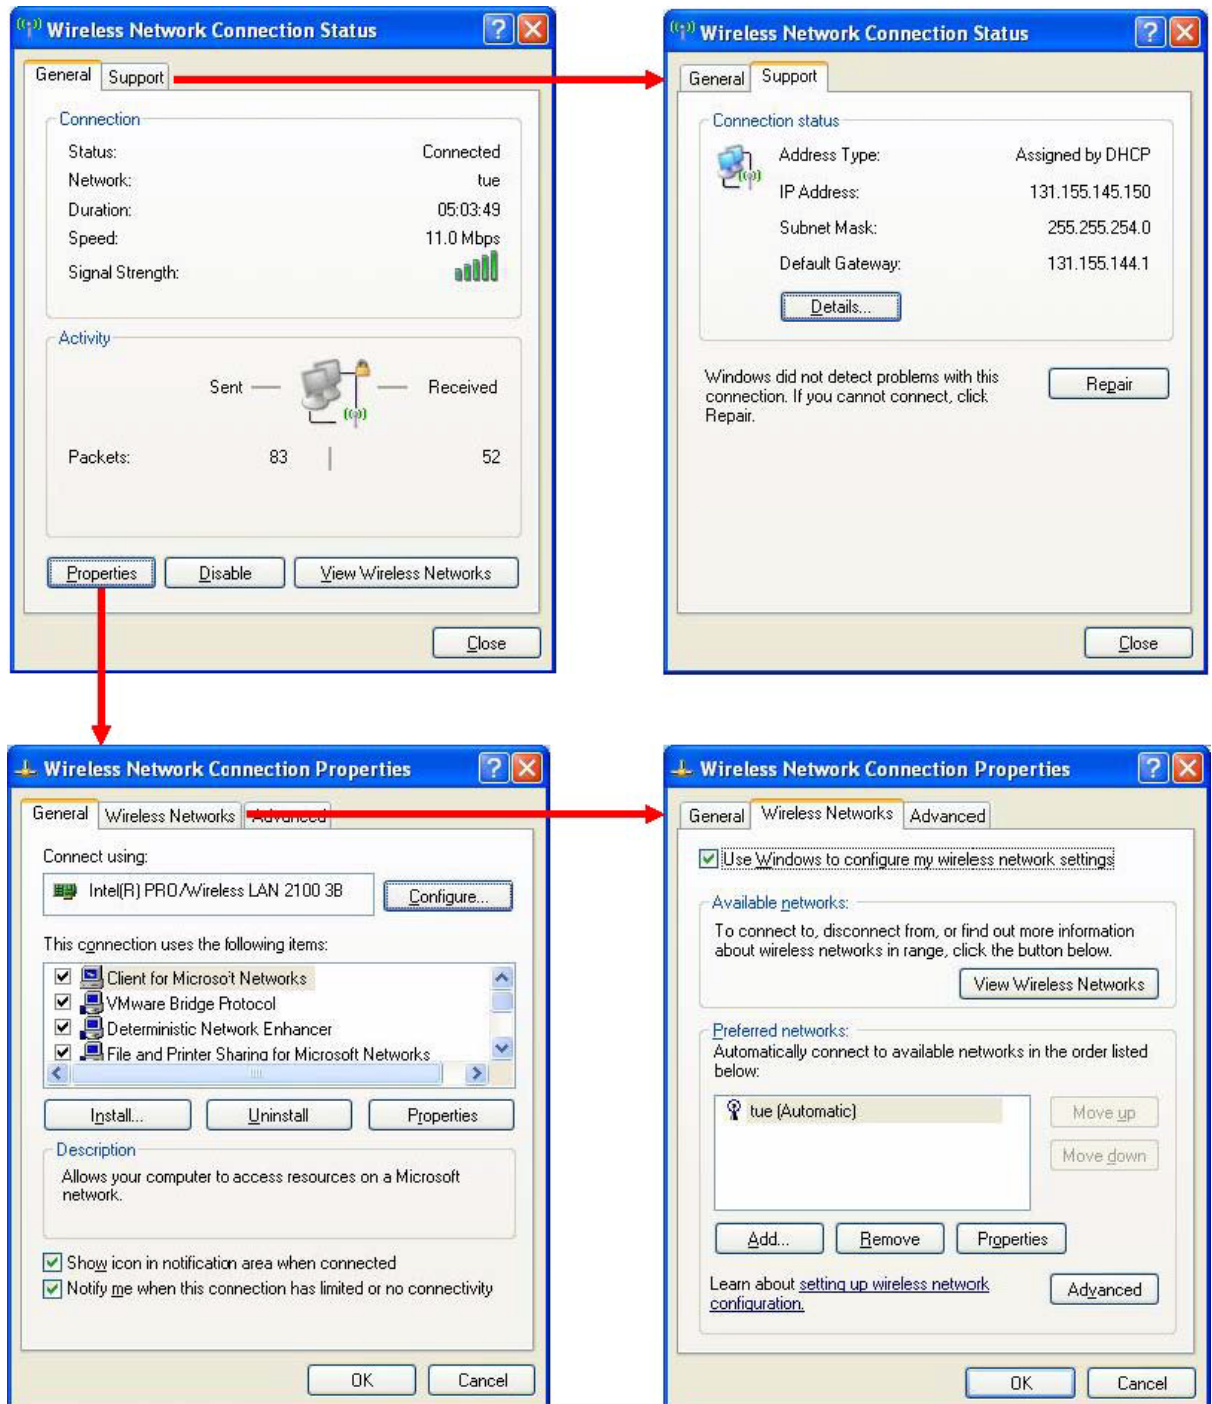 Wireless Network Connection Status
General Support
Connection
Status: Connected
Network: tue
Duration: 05:03:49
Speed: 11.0 Mbps
Signal Strength:
Activity
Sent Received
Packets: 83 52
Properties Disable View Wireless Networks
Close
Wireless Network Connection Status
General Support
Connection status
Address Type: Assigned by DHCP
IP Address: 131.155.145.150
Subnet Mask: 255.255.254.0
Default Gateway: 131.155.144.1
Details...
Windows did not detect problems with this
connection. If you cannot connect, click
Repair.
Repair
Close
Wireless Network Connection Properties
General Wireless Networks Advanced
Connect using:
Intel(R) PRO/Wireless LAN 2100 3B
Configure...
This connection uses the following items:
Client for Microsoft Networks
VMware Bridge Protocol
Deterministic Network Enhancer
File and Printer Sharing for Microsoft Networks
Install... Uninstall Properties
Description
Allows your computer to access resources on a Microsoft
network.
Show icon in notification area when connected
Notify me when this connection has limited or no connectivity
OK Cancel
Wireless Network Connection Properties
General Wireless Networks Advanced
Use Windows to configure my wireless network settings
Available networks:
To connect to, disconnect from, or find out more information
about wireless networks in range, click the button below.
View Wireless Networks
Preferred networks:
Automatically connect to available networks in the order listed
below:
tue (Automatic)
Move up
Move down
Add... Remove Properties
Learn about setting up wireless network
configuration.
Advanced
OK Cancel